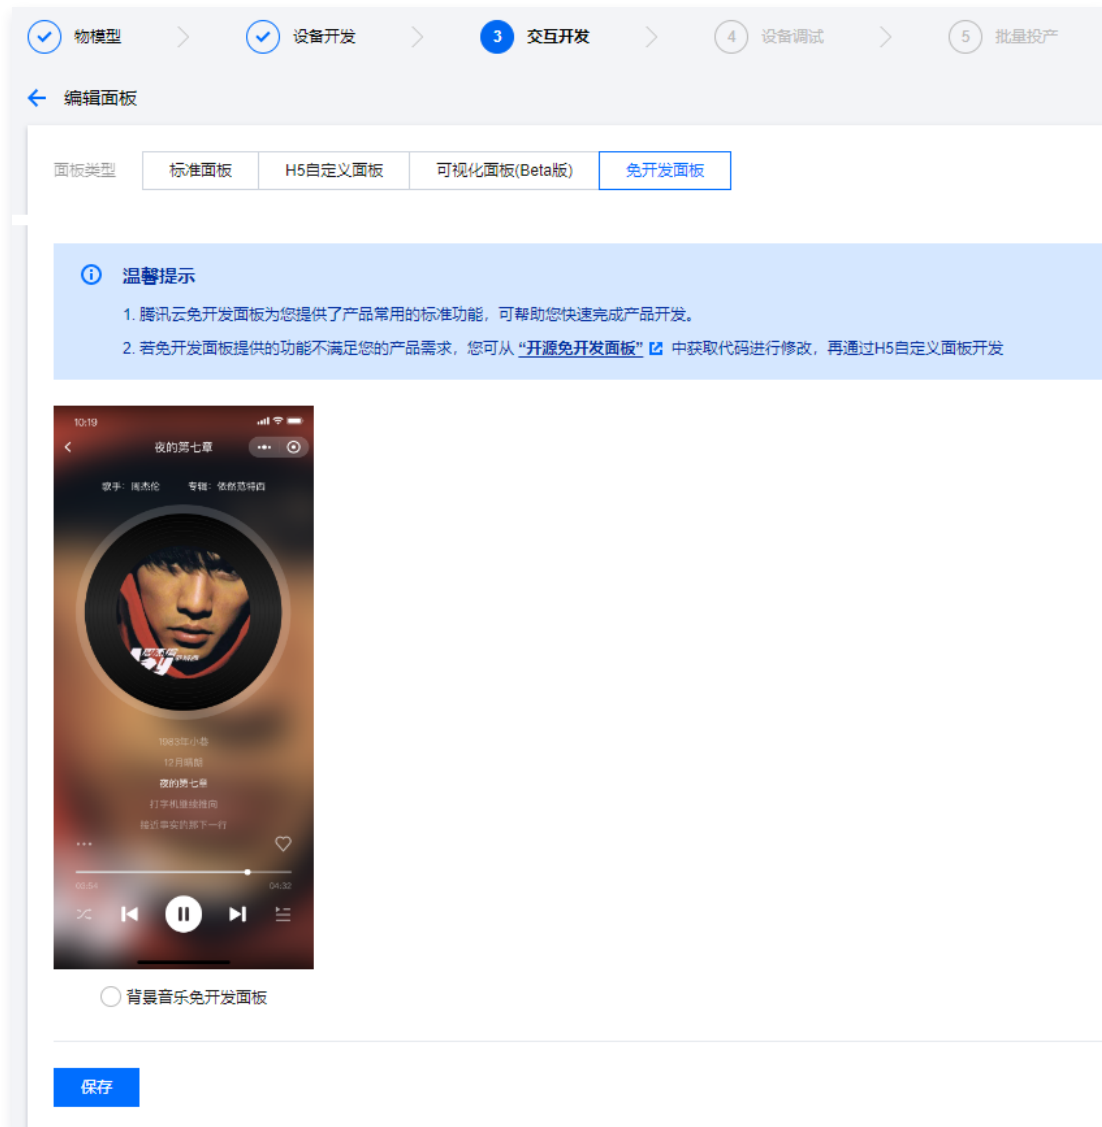 物模型
设备开发
3 交互开发
4 设备调试
5 批量投产
编辑面板
面板类型 标准面板 H5自定义面板 可视化面板(Beta版) 免开发面板
温馨提示
1. 腾讯云免开发面板为您提供了产品常用的标准功能，可帮助您快速完成产品开发。
2. 若免开发面板提供的功能不满足您的产品需求，您可从 “开源免开发面板” 中获取代码进行修改，再通过H5自定义面板开发
10:19
夜的第七章
歌手：周杰伦 专辑：依然范特西
1983年小巷
12月晴朗
夜的第七章
打字机继续推向
接近事实的那下一行
00:54 04:32
背景音乐免开发面板
保存